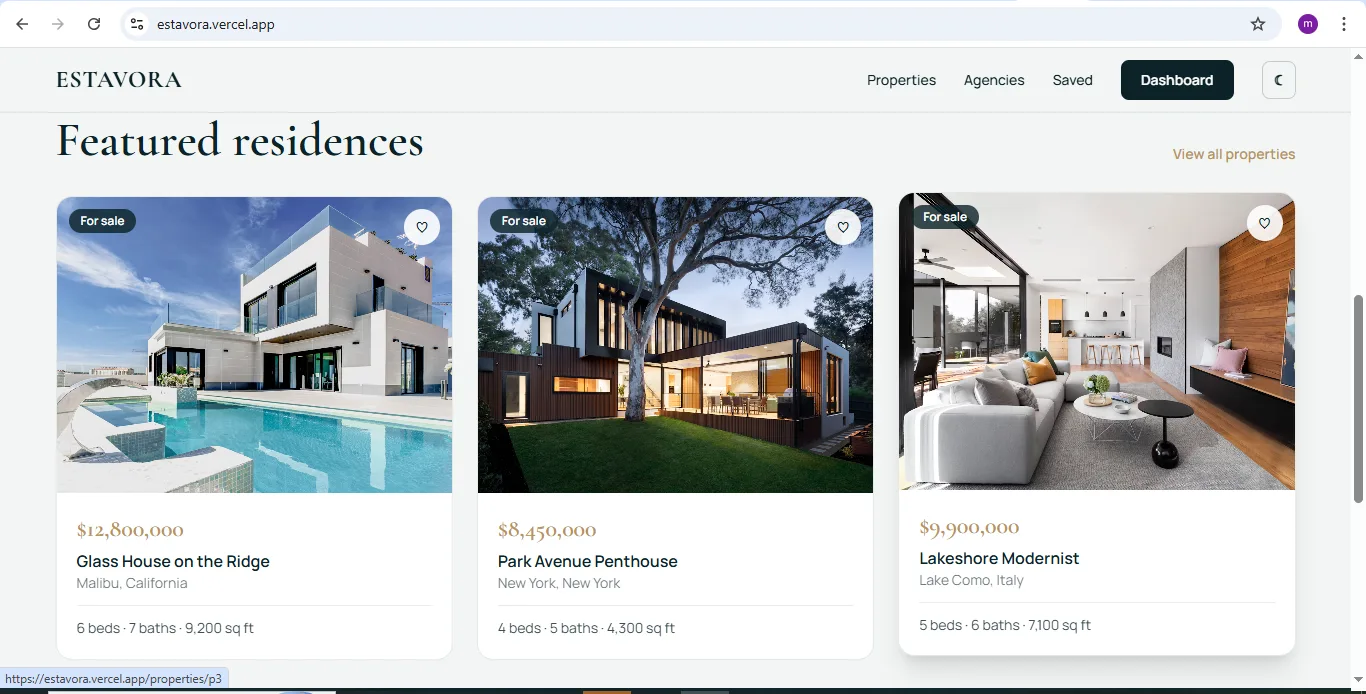 estavora.vercel.app
m
ESTAVORA
Properties
Agencies
Saved
Dashboard
Featured residences
View all properties
For sale
$12,800,000
Glass House on the Ridge
Malibu, California
6 beds · 7 baths · 9,200 sq ft
For sale
$8,450,000
Park Avenue Penthouse
New York, New York
4 beds · 5 baths · 4,300 sq ft
For sale
$9,900,000
Lakeshore Modernist
Lake Como, Italy
5 beds · 6 baths · 7,100 sq ft
https://estavora.vercel.app/properties/p3